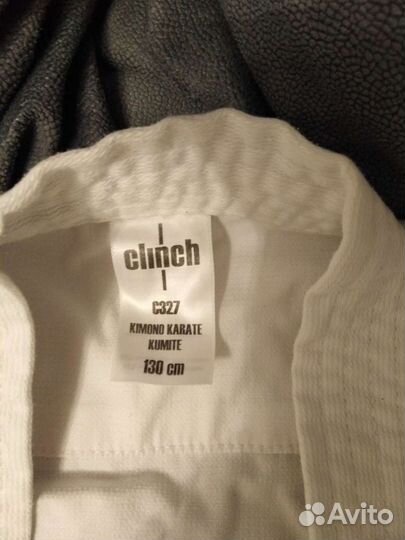 clinch
C327
KIMONO KARATE
KUMITE
130 cm
Avito